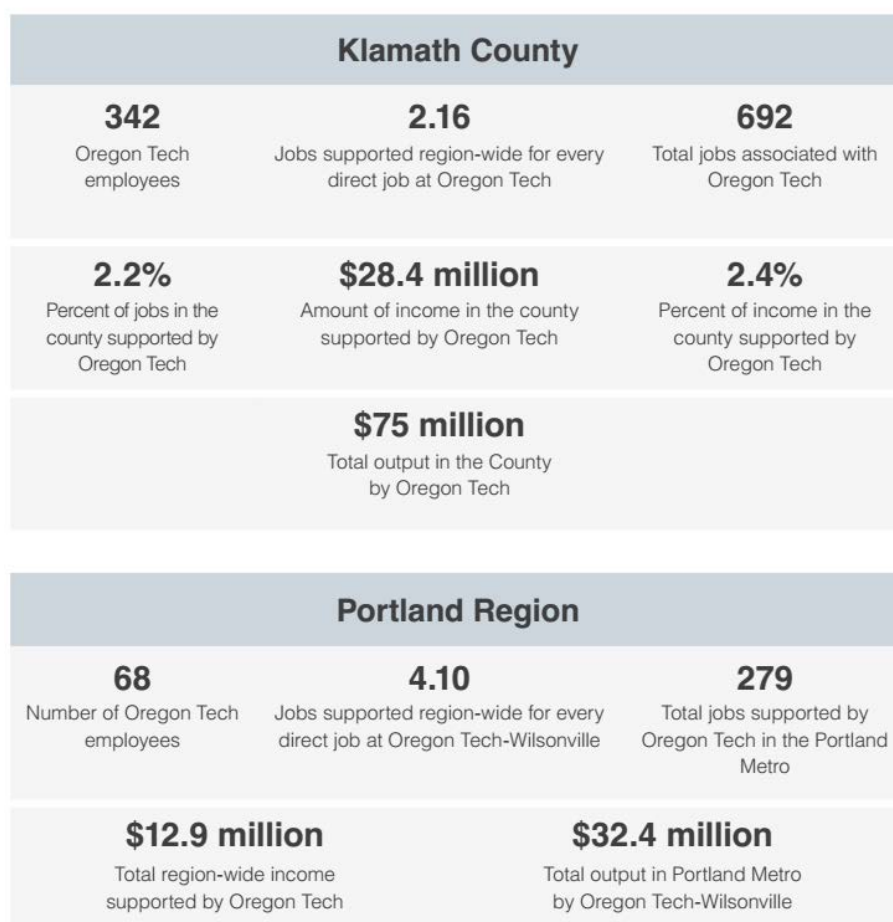 Klamath County
342
Oregon Tech
employees
2.16
Jobs supported region-wide for every
direct job at Oregon Tech
692
Total jobs associated with
Oregon Tech
2.2%
Percent of jobs in the
county supported by
Oregon Tech
$28.4 million
Amount of income in the county
supported by Oregon Tech
2.4%
Percent of income in the
county supported by
Oregon Tech
$75 million
Total output in the County
by Oregon Tech
Portland Region
68
Number of Oregon Tech
employees
4.10
Jobs supported region-wide for every
direct job at Oregon Tech-Wilsonville
279
Total jobs supported by
Oregon Tech in the Portland
Metro
$12.9 million
Total region-wide income
supported by Oregon Tech
$32.4 million
Total output in Portland Metro
by Oregon Tech-Wilsonville